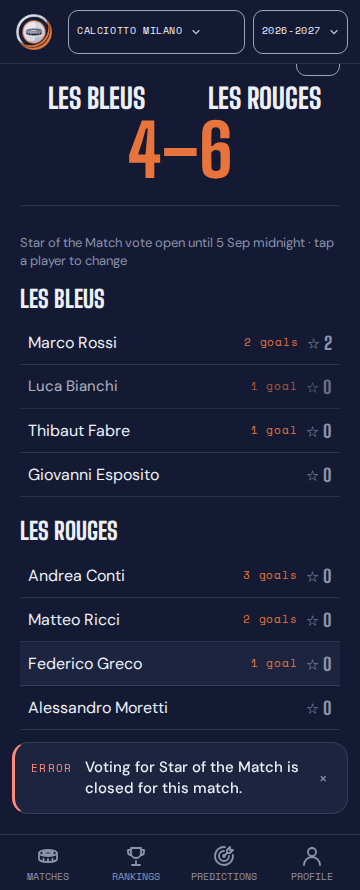 CALCIOTTO MILANO
2026-2027
LES BLEUS
LES ROUGES
4–6
Star of the Match vote open until 5 Sep midnight · tap
a player to change
LES BLEUS
Marco Rossi 2 goals ☆ 2
Luca Bianchi 1 goal ☆ 0
Thibaut Fabre 1 goal ☆ 0
Giovanni Esposito ☆ 0
LES ROUGES
Andrea Conti 3 goals ☆ 0
Matteo Ricci 2 goals ☆ 0
Federico Greco 1 goal ☆ 0
Alessandro Moretti ☆ 0
ERROR Voting for Star of the Match is
closed for this match. ×
MATCHES RANKINGS PREDICTIONS PROFILE